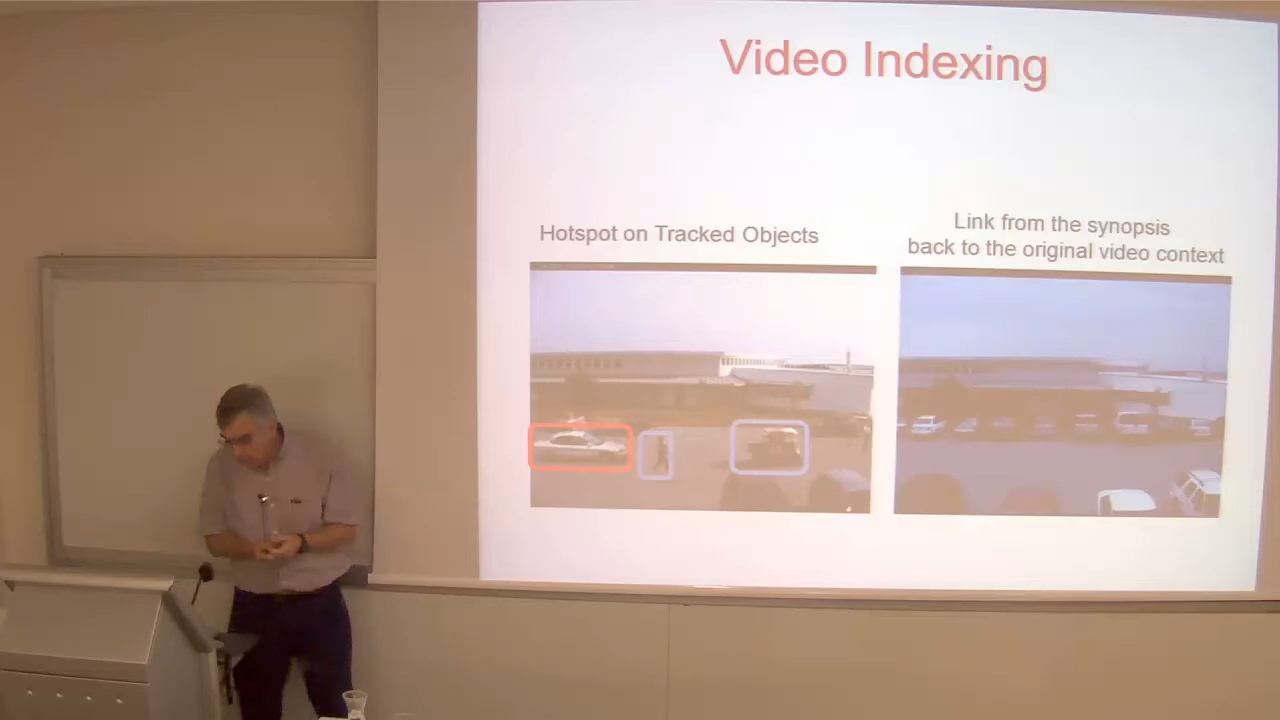 Video Indexing
Hotspot on Tracked Objects
Link from the synopsis
back to the original video context